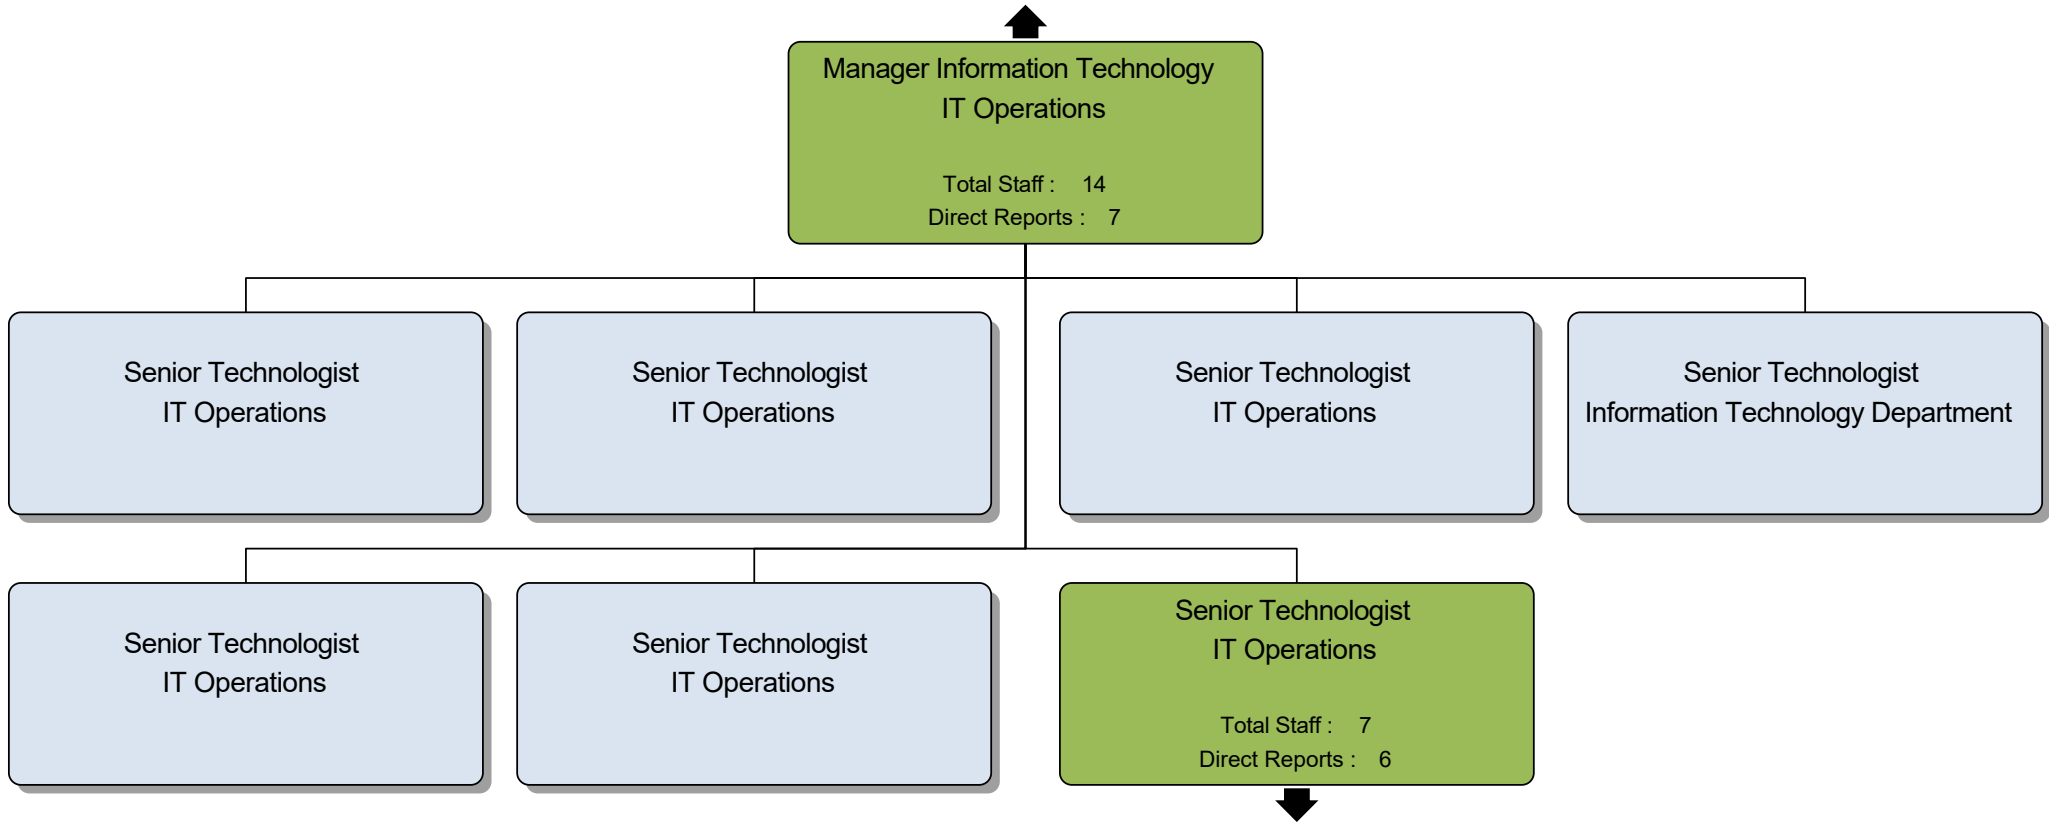 Manager Information Technology
IT Operations
Total Staff : 14
Direct Reports : 7
Senior Technologist
IT Operations
Senior Technologist
IT Operations
Senior Technologist
IT Operations
Senior Technologist
Information Technology Department
Senior Technologist
IT Operations
Senior Technologist
IT Operations
Senior Technologist
IT Operations
Total Staff : 7
Direct Reports : 6